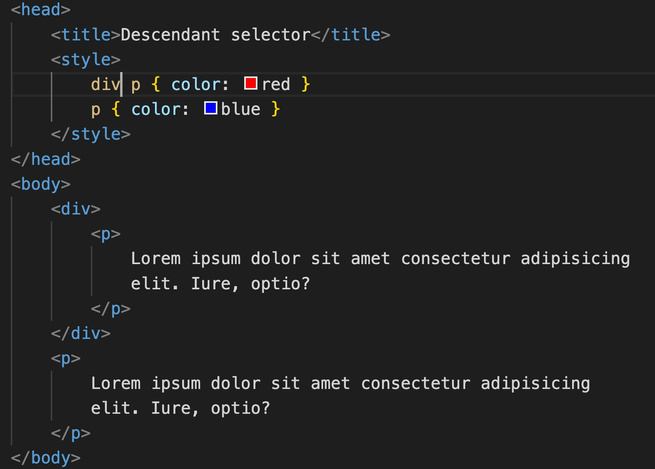 <head>
<title>Descendant selector</title>
<style>
div p { color: red }
p { color: blue }
</style>
</head>
<body>
<div>
<p>
Lorem ipsum dolor sit amet consectetur adipisicing
elit. Iure, optio?
</p>
</div>
<p>
Lorem ipsum dolor sit amet consectetur adipisicing
elit. Iure, optio?
</p>
</body>